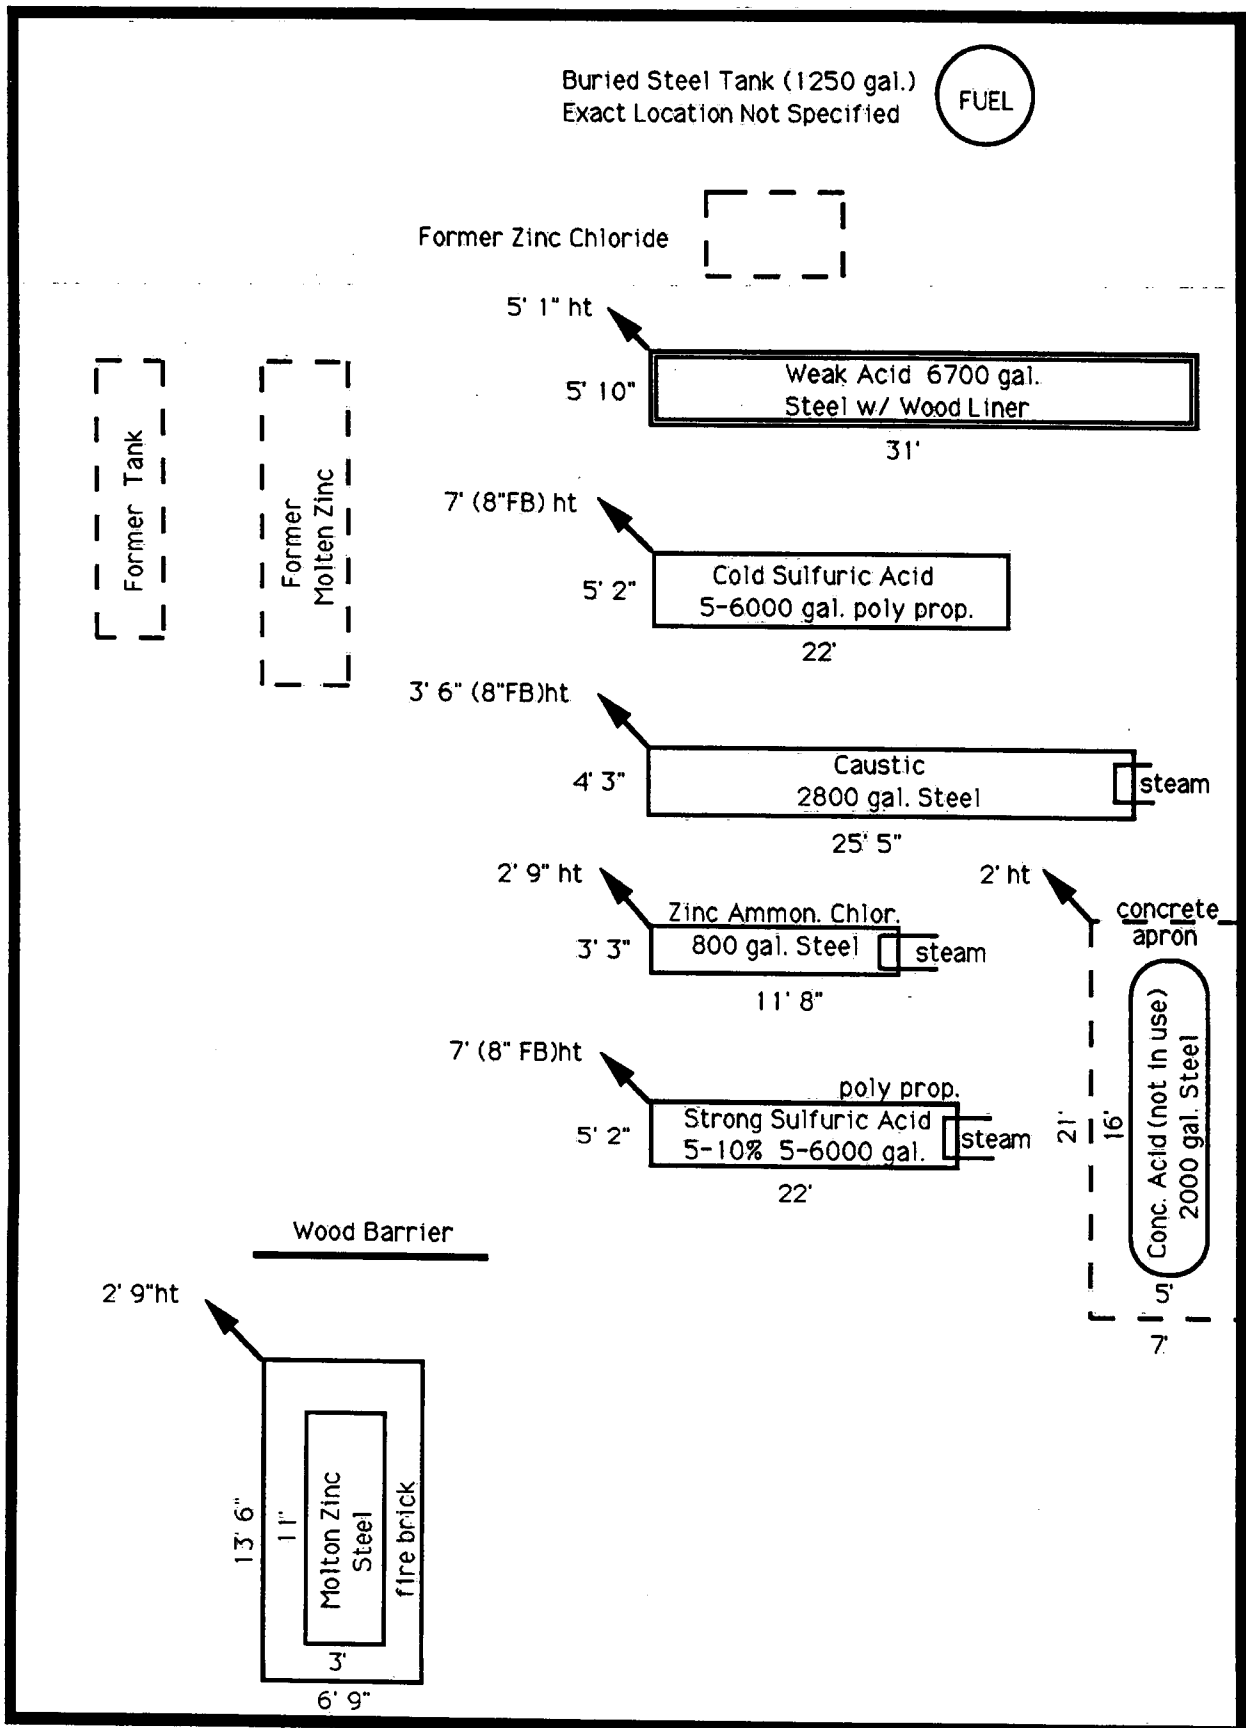 Buried Steel Tank (1250 gal.)
Exact Location Not Specified
FUEL
Former Zinc Chloride
5' 1" ht
5' 10"
Weak Acid 6700 gal.
Steel w/ Wood Liner
31'
Former Tank
Former
Molten Zinc
7' (8"FB) ht
5' 2"
Cold Sulfuric Acid
5-6000 gal. poly prop.
22'
3' 6" (8"FB)ht
4' 3"
Caustic
2800 gal. Steel
steam
25' 5"
2' 9" ht
3' 3"
Zinc Ammon. Chlor.
800 gal. Steel
steam
11' 8"
2' ht
concrete
apron
Conc. Acid (not in use)
2000 gal. Steel
21'
16'
5'
7'
7' (8" FB)ht
5' 2"
poly prop.
Strong Sulfuric Acid
5-10% 5-6000 gal.
steam
22'
Wood Barrier
2' 9"ht
13' 6"
11'
Molton Zinc
Steel
fire brick
3'
6' 9"